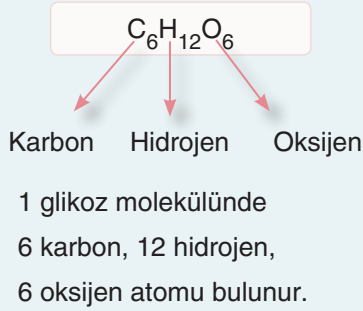 C₆H₁₂O₆
Karbon Hidrojen Oksijen
1 glikoz molekülünde
6 karbon, 12 hidrojen,
6 oksijen atomu bulunur.